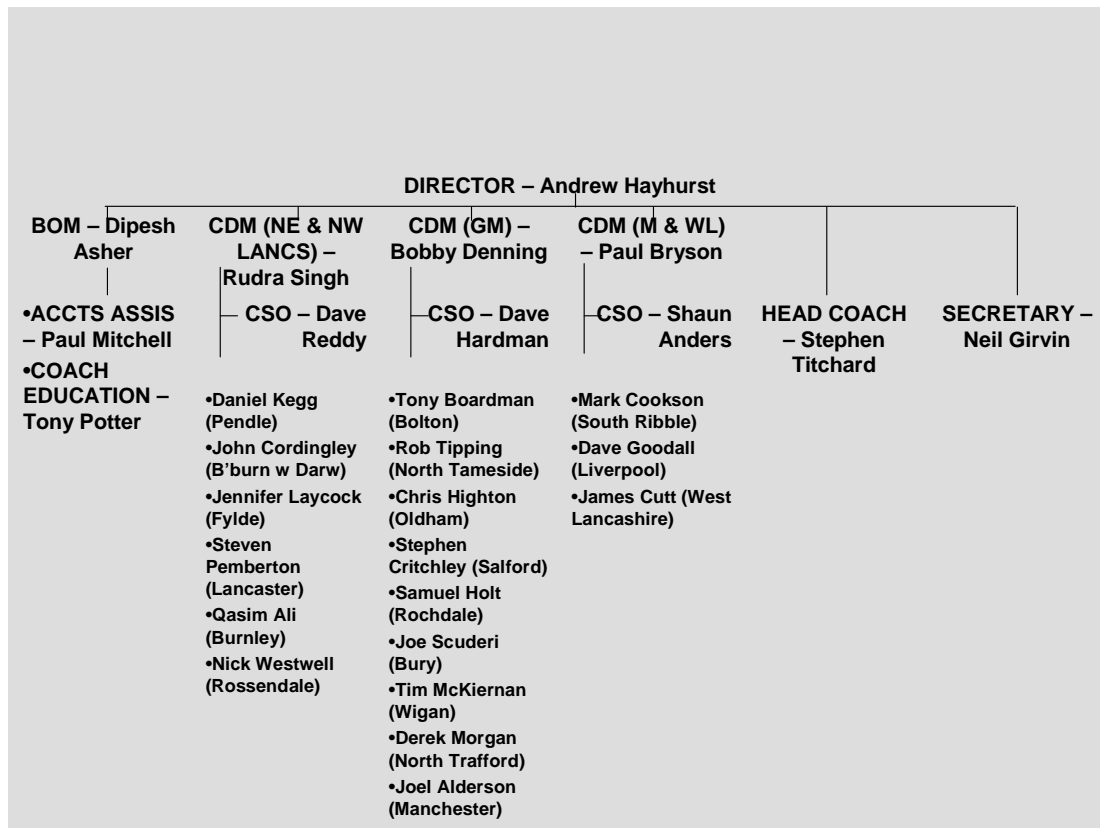 DIRECTOR – Andrew Hayhurst
BOM – Dipesh
Asher
•ACCTS ASSIS
– Paul Mitchell
•COACH
EDUCATION –
Tony Potter
CDM (NE & NW
LANCS) –
Rudra Singh
CSO – Dave
Reddy
•Daniel Kegg
(Pendle)
•John Cordingley
(B'burn w Darw)
•Jennifer Laycock
(Fylde)
•Steven
Pemberton
(Lancaster)
•Qasim Ali
(Burnley)
•Nick Westwell
(Rossendale)
CDM (GM) –
Bobby Denning
CSO – Dave
Hardman
•Tony Boardman
(Bolton)
•Rob Tipping
(North Tameside)
•Chris Highton
(Oldham)
•Stephen
Critchley (Salford)
•Samuel Holt
(Rochdale)
•Joe Scuderi
(Bury)
•Tim McKiernan
(Wigan)
•Derek Morgan
(North Trafford)
•Joel Alderson
(Manchester)
CDM (M & WL)
– Paul Bryson
CSO – Shaun
Anders
•Mark Cookson
(South Ribble)
•Dave Goodall
(Liverpool)
•James Cutt (West
Lancashire)
HEAD COACH
– Stephen
Titchard
SECRETARY –
Neil Girvin